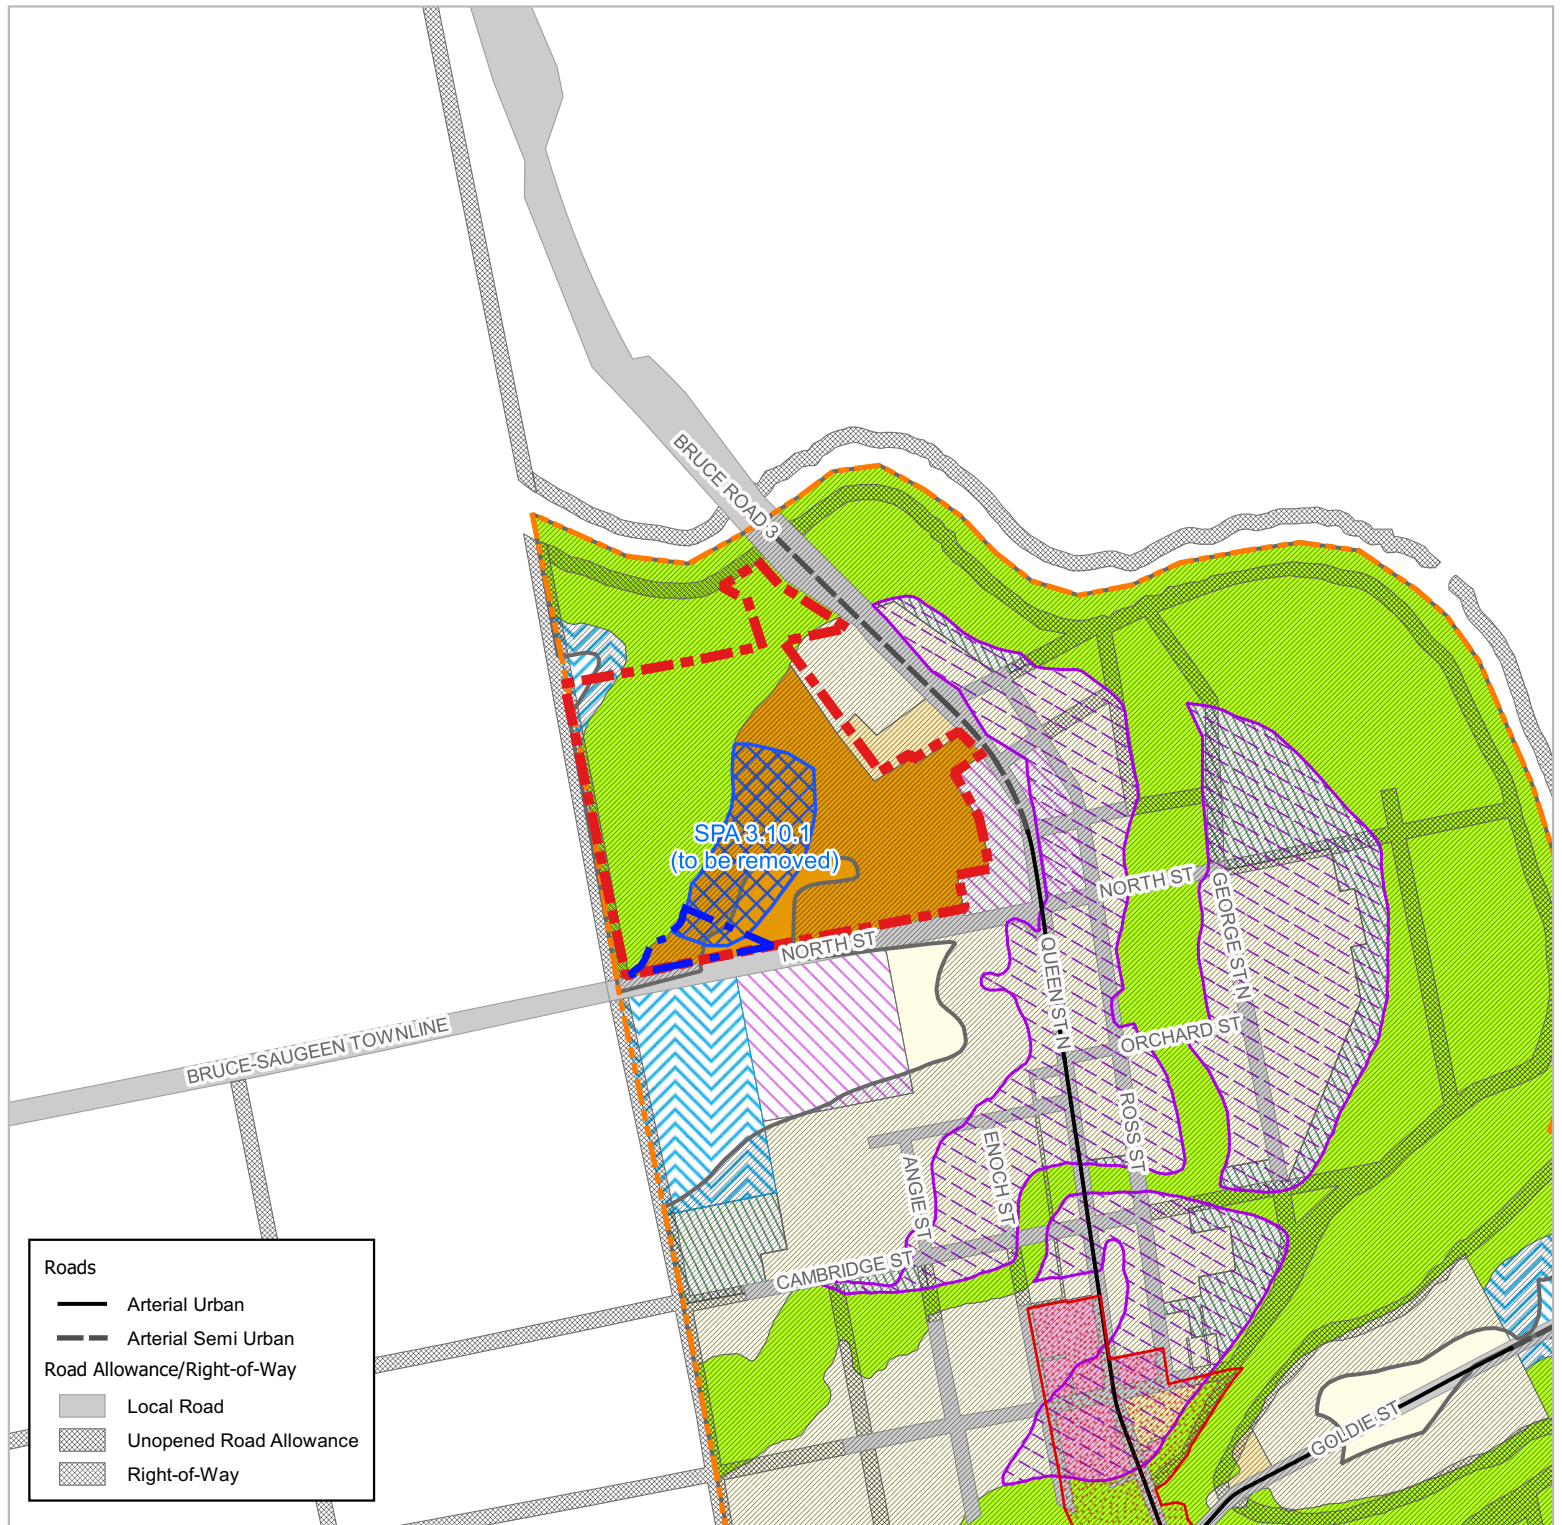 BRUCE ROAD 3
SPA 3.10.1
(to be removed)
NORTH ST
GEORGE ST N
NORTH ST
QUEEN ST N
BRUCE-SAUGEEN TOWNLINE
ORCHARD ST
ROSS ST
ENOCH ST
ANGIE ST
CAMBRIDGE ST
GOLDIE ST
Roads
Arterial Urban
Arterial Semi Urban
Road Allowance/Right-of-Way
Local Road
Unopened Road Allowance
Right-of-Way